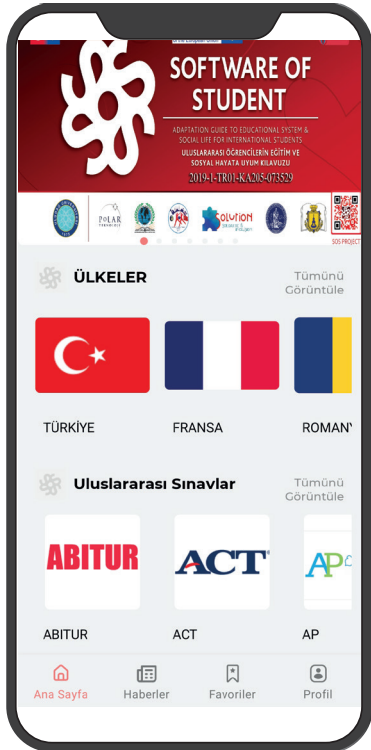 SOFTWARE OF
STUDENT
ADAPTATION GUIDE TO EDUCATIONAL SYSTEM &
SOCIAL LIFE FOR INTERNATIONAL STUDENTS
ULUSLARARASI ÖĞRENCİLERİN EĞİTİM VE
SOSYAL HAYATA UYUM KILAVUZU
2019-1-TR01-KA205-073529
POLAR
SOLUTION
SOS PROJECT
ÜLKELER
Tümünü
Görüntüle
TÜRKİYE
FRANSA
ROMAN
Uluslararası Sınavlar
Tümünü
Görüntüle
ABITUR
ACT
AP
ABITUR
ACT
AP
Ana Sayfa
Haberler
Favoriler
Profil